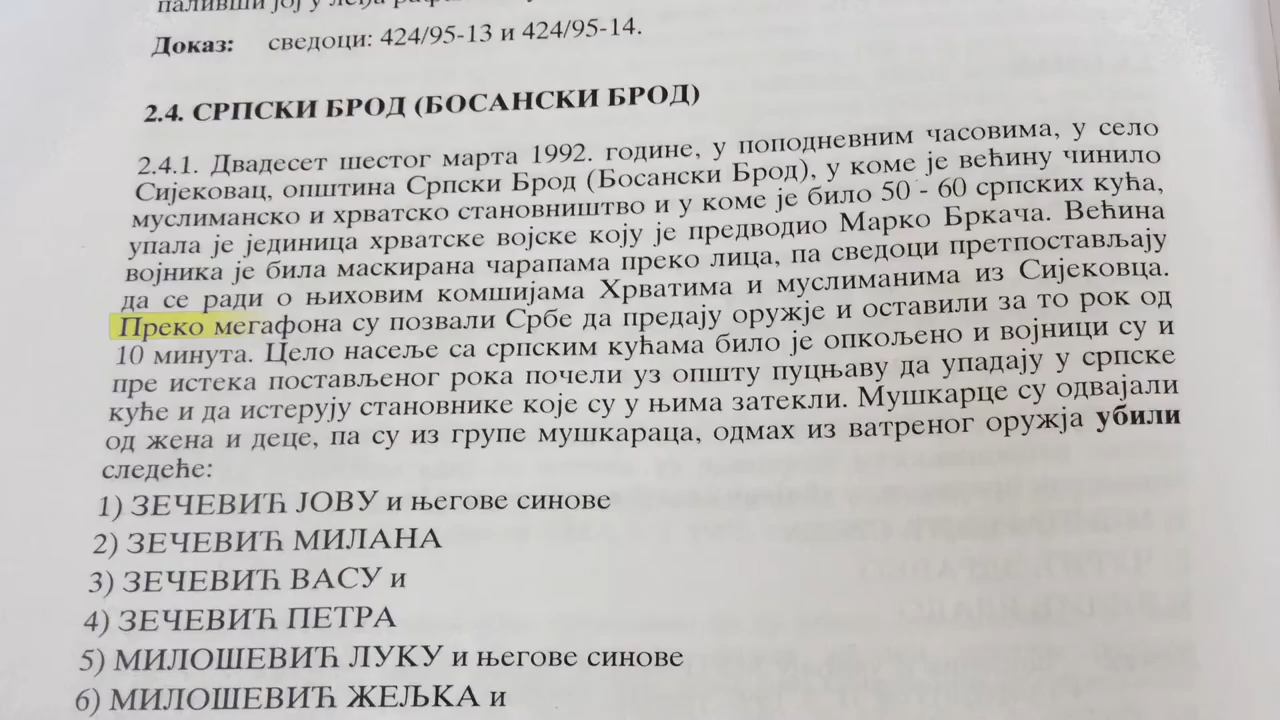 паливши јој у леђа
Доказ: сведоци: 424/95-13 и 424/95-14.
2.4. СРПСКИ БРОД (БОСАНСКИ БРОД)
2.4.1. Двадесет шестог марта 1992. године, у поподневним часовима, у село
Сијековац, општина Српски Брод (Босански Брод), у коме је већину чинило
муслиманско и хрватско становништво и у коме је било 50 - 60 српских кућа,
упала је јединица хрватске војске коју је предводио Марко Бркача. Већина
војника је била маскирана чарапама преко лица, па сведоци претпостављају
да се ради о њиховим комшијама Хрватима и муслиманима из Сијековца.
Преко мегафона су позвали Србе да предају оружје и оставили за то рок од
10 минута. Цело насеље са српским кућама било је опкољено и војници су и
пре истека постављеног рока почели уз општу пуцњаву да упадају у српске
куће и да истерују становнике које су у њима затекли. Мушкарце су одвајали
од жена и деце, па су из групе мушкараца, одмах из ватреног оружја убили
следеће:
1) ЗЕЧЕВИЋ ЈОВУ и његове синове
2) ЗЕЧЕВИЋ МИЛАНА
3) ЗЕЧЕВИЋ ВАСУ и
4) ЗЕЧЕВИЋ ПЕТРА
5) МИЛОШЕВИЋ ЛУКУ и његове синове
6) МИЛОШЕВИЋ ЖЕЉКА и